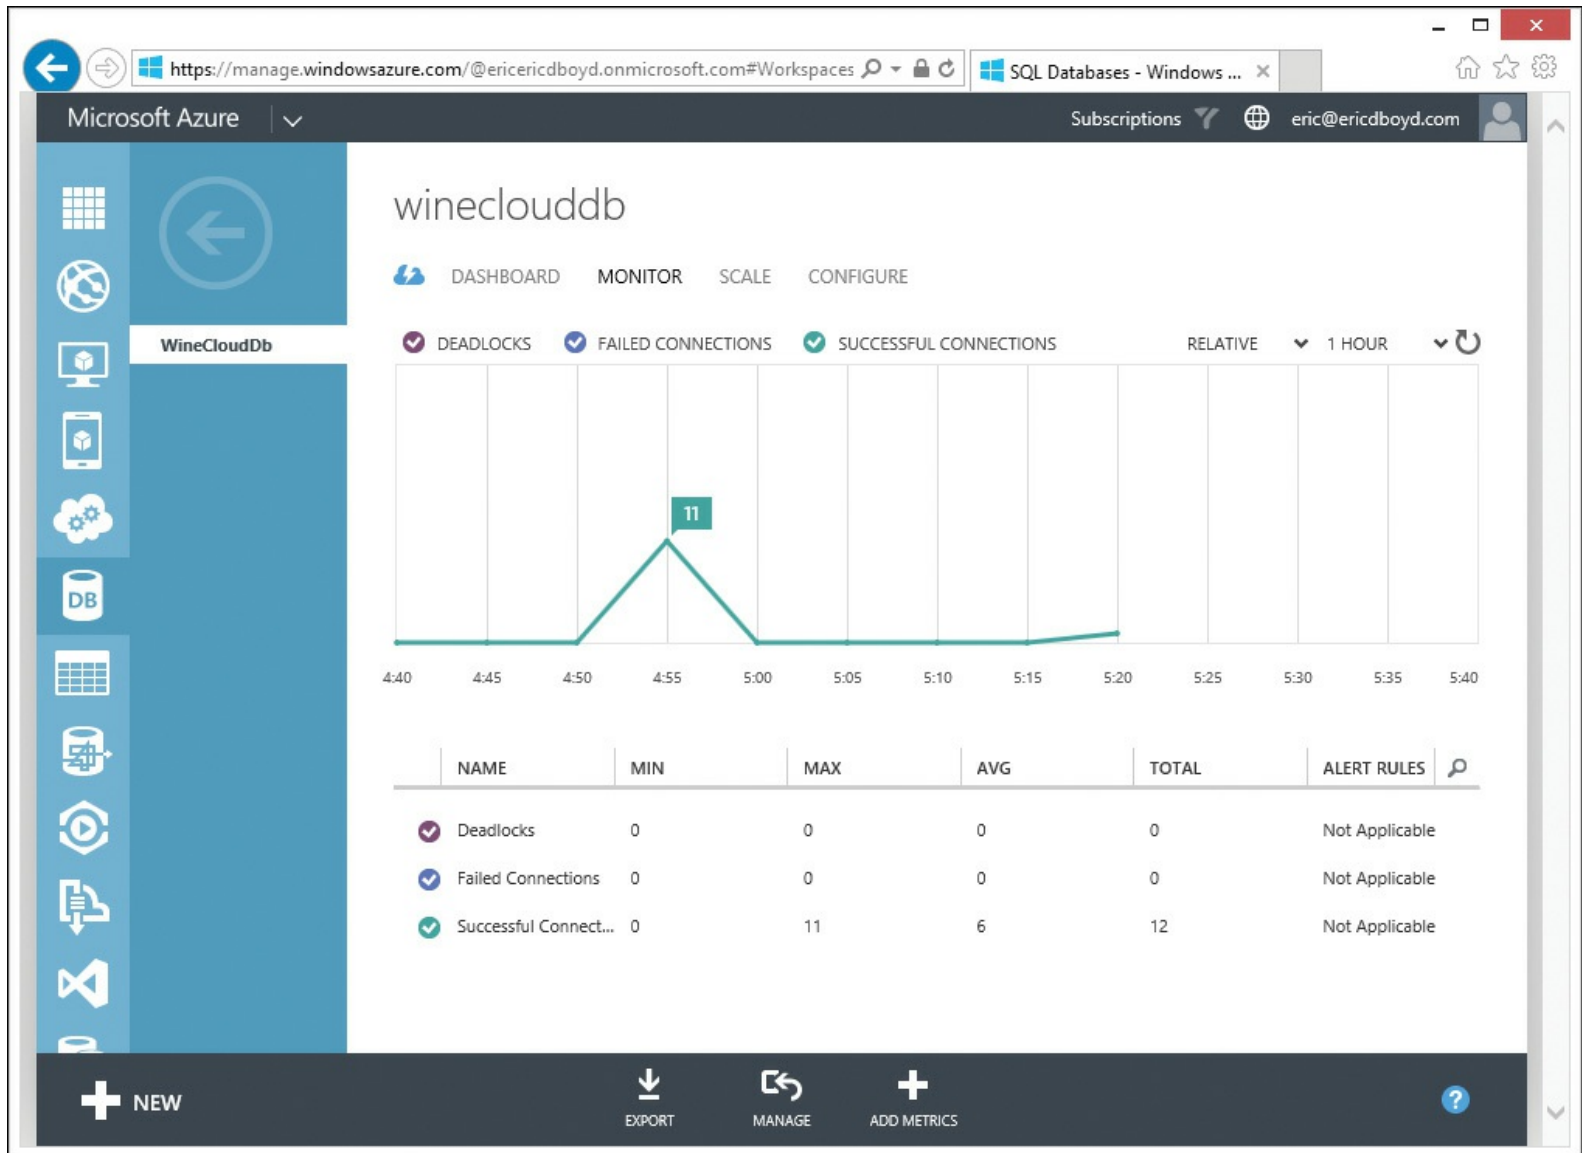 https://manage.windowsazure.com/@ericericdboyd.onmicrosoft.com#Workspaces
SQL Databases - Windows ...
Microsoft Azure
Subscriptions
eric@ericdboyd.com
wineclouddb
DASHBOARD MONITOR SCALE CONFIGURE
WineCloudDb
DEADLOCKS FAILED CONNECTIONS SUCCESSFUL CONNECTIONS RELATIVE 1 HOUR
11
DB
4:40 4:45 4:50 4:55 5:00 5:05 5:10 5:15 5:20 5:25 5:30 5:35 5:40
NAME MIN MAX AVG TOTAL ALERT RULES
Deadlocks 0 0 0 0 Not Applicable
Failed Connections 0 0 0 0 Not Applicable
Successful Connect... 0 11 6 12 Not Applicable
NEW
EXPORT MANAGE ADD METRICS
?